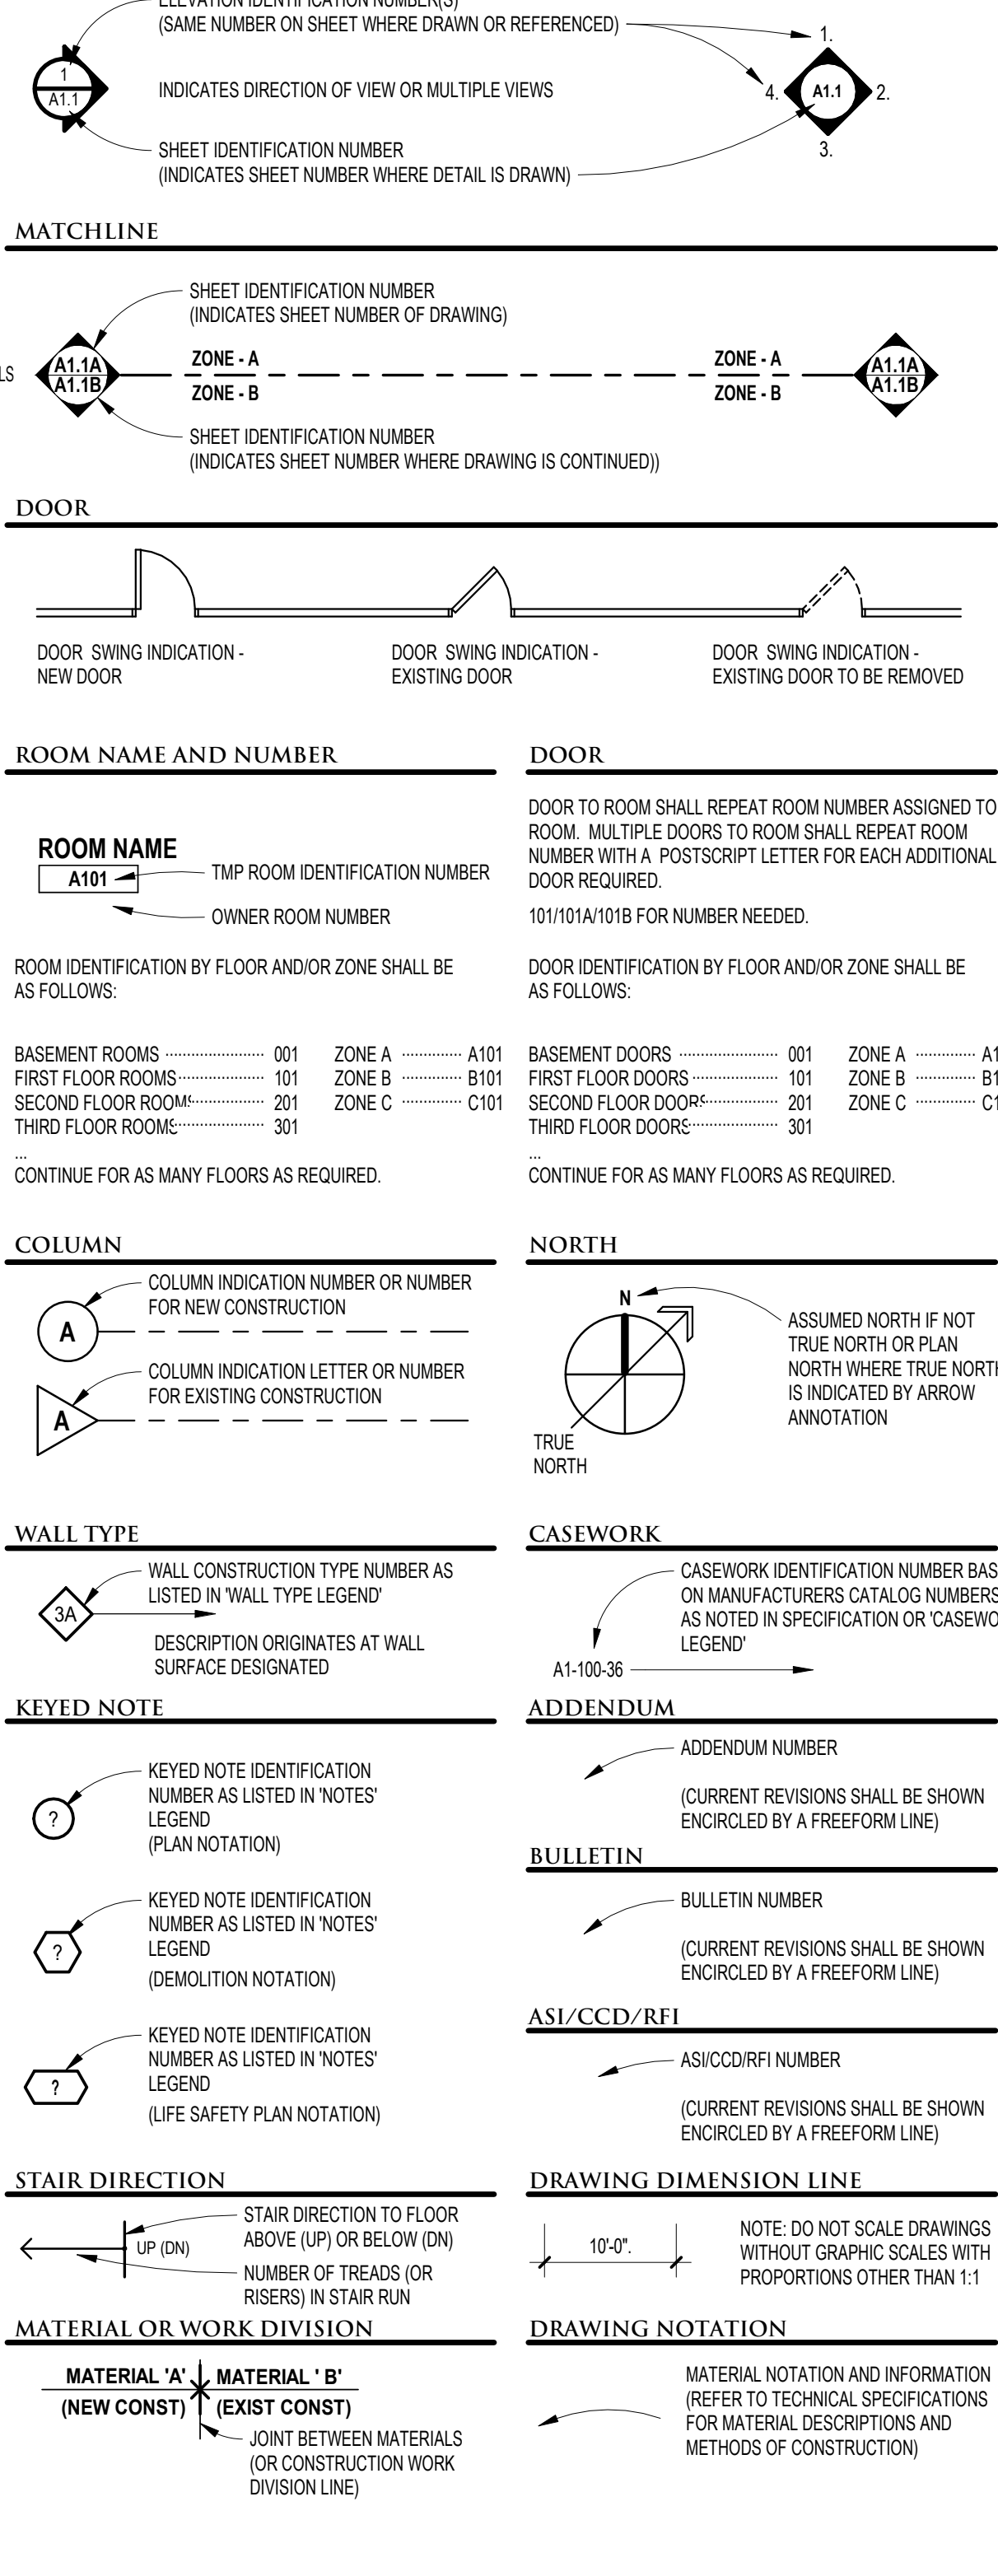 ELEVATION IDENTIFICATION NUMBER(S)
(SAME NUMBER ON SHEET WHERE DRAWN OR REFERENCED)
1
A1.1
INDICATES DIRECTION OF VIEW OR MULTIPLE VIEWS
1.
4.
A1.1
2.
3.
SHEET IDENTIFICATION NUMBER
(INDICATES SHEET NUMBER WHERE DETAIL IS DRAWN)
MATCHLINE
SHEET IDENTIFICATION NUMBER
(INDICATES SHEET NUMBER OF DRAWING)
LS
A1.1A
A1.1B
ZONE - A
ZONE - B
ZONE - A
ZONE - B
A1.1A
A1.1B
SHEET IDENTIFICATION NUMBER
(INDICATES SHEET NUMBER WHERE DRAWING IS CONTINUED))
DOOR
DOOR SWING INDICATION -
NEW DOOR
DOOR SWING INDICATION -
EXISTING DOOR
DOOR SWING INDICATION -
EXISTING DOOR TO BE REMOVED
ROOM NAME AND NUMBER
ROOM NAME
A101
TMP ROOM IDENTIFICATION NUMBER
OWNER ROOM NUMBER
ROOM IDENTIFICATION BY FLOOR AND/OR ZONE SHALL BE
AS FOLLOWS:
BASEMENT ROOMS ...................... 001 ZONE A .............. A101
FIRST FLOOR ROOMS ................... 101 ZONE B .............. B101
SECOND FLOOR ROOMS ................ 201 ZONE C .............. C101
THIRD FLOOR ROOMS .................... 301
...
CONTINUE FOR AS MANY FLOORS AS REQUIRED.
DOOR
DOOR TO ROOM SHALL REPEAT ROOM NUMBER ASSIGNED TO
ROOM. MULTIPLE DOORS TO ROOM SHALL REPEAT ROOM
NUMBER WITH A POSTSCRIPT LETTER FOR EACH ADDITIONAL
DOOR REQUIRED.
101/101A/101B FOR NUMBER NEEDED.
DOOR IDENTIFICATION BY FLOOR AND/OR ZONE SHALL BE
AS FOLLOWS:
BASEMENT DOORS ...................... 001 ZONE A .............. A1
FIRST FLOOR DOORS ................... 101 ZONE B .............. B1
SECOND FLOOR DOORS ................ 201 ZONE C .............. C1
THIRD FLOOR DOORS .................... 301
...
CONTINUE FOR AS MANY FLOORS AS REQUIRED.
COLUMN
A
COLUMN INDICATION NUMBER OR NUMBER
FOR NEW CONSTRUCTION
A
COLUMN INDICATION LETTER OR NUMBER
FOR EXISTING CONSTRUCTION
NORTH
N
TRUE
NORTH
ASSUMED NORTH IF NOT
TRUE NORTH OR PLAN
NORTH WHERE TRUE NORTH
IS INDICATED BY ARROW
ANNOTATION
WALL TYPE
3A
WALL CONSTRUCTION TYPE NUMBER AS
LISTED IN 'WALL TYPE LEGEND'
DESCRIPTION ORIGINATES AT WALL
SURFACE DESIGNATED
CASEWORK
CASEWORK IDENTIFICATION NUMBER BAS
ON MANUFACTURERS CATALOG NUMBERS
AS NOTED IN SPECIFICATION OR 'CASEWO
LEGEND'
A1-100-36
KEYED NOTE
?
KEYED NOTE IDENTIFICATION
NUMBER AS LISTED IN 'NOTES'
LEGEND
(PLAN NOTATION)
?
KEYED NOTE IDENTIFICATION
NUMBER AS LISTED IN 'NOTES'
LEGEND
(DEMOLITION NOTATION)
?
KEYED NOTE IDENTIFICATION
NUMBER AS LISTED IN 'NOTES'
LEGEND
(LIFE SAFETY PLAN NOTATION)
ADDENDUM
ADDENDUM NUMBER
(CURRENT REVISIONS SHALL BE SHOWN
ENCIRCLED BY A FREEFORM LINE)
BULLETIN
BULLETIN NUMBER
(CURRENT REVISIONS SHALL BE SHOWN
ENCIRCLED BY A FREEFORM LINE)
ASI/CCD/RFI
ASI/CCD/RFI NUMBER
(CURRENT REVISIONS SHALL BE SHOWN
ENCIRCLED BY A FREEFORM LINE)
STAIR DIRECTION
UP (DN)
STAIR DIRECTION TO FLOOR
ABOVE (UP) OR BELOW (DN)
NUMBER OF TREADS (OR
RISERS) IN STAIR RUN
DRAWING DIMENSION LINE
10'-0".
NOTE: DO NOT SCALE DRAWINGS
WITHOUT GRAPHIC SCALES WITH
PROPORTIONS OTHER THAN 1:1
MATERIAL OR WORK DIVISION
MATERIAL 'A' MATERIAL ' B'
(NEW CONST) (EXIST CONST)
JOINT BETWEEN MATERIALS
(OR CONSTRUCTION WORK
DIVISION LINE)
DRAWING NOTATION
MATERIAL NOTATION AND INFORMATION
(REFER TO TECHNICAL SPECIFICATIONS
FOR MATERIAL DESCRIPTIONS AND
METHODS OF CONSTRUCTION)